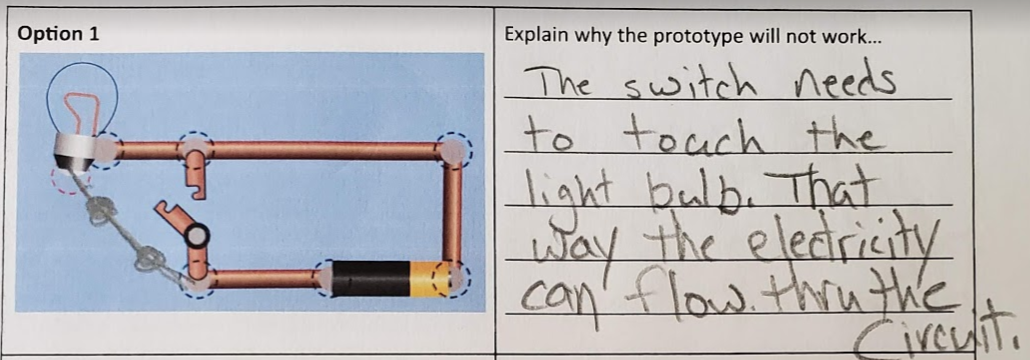 Option 1
Explain why the prototype will not work...
The switch needs
to touch the
light bulb. That
way the electricity
can flow. thru the
Circuit.